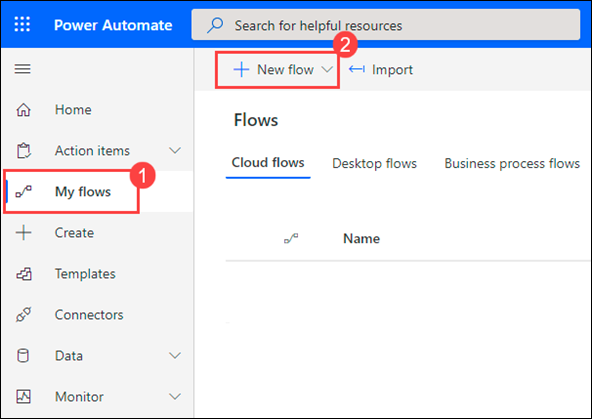 Power Automate
Search for helpful resources
2
New flow
Import
Home
Action items
1
My flows
Create
Templates
Connectors
Data
Monitor
Flows
Cloud flows
Desktop flows
Business process flows
Name